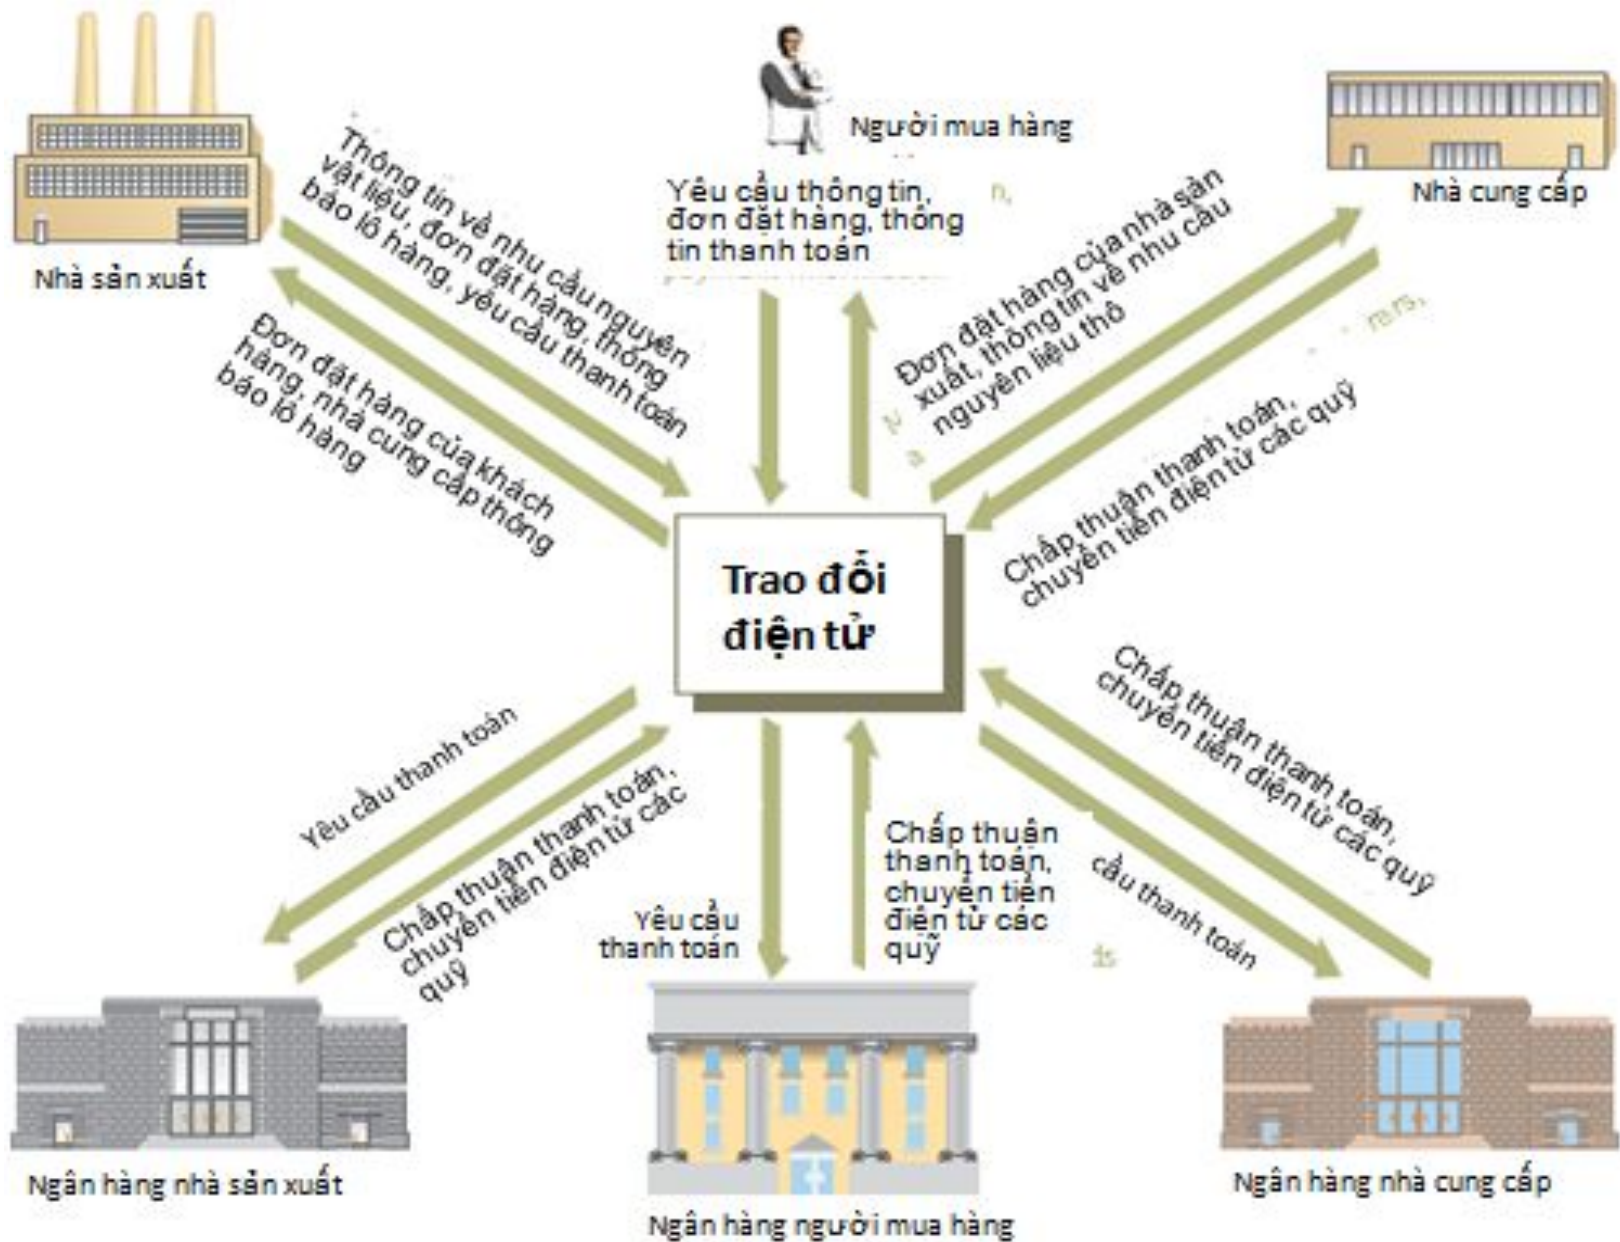 Người mua hàng
Nhà cung cấp
Nhà sản xuất
Thông tin về nhu cầu nguyên
vật liệu, đơn đặt hàng, thông
báo lô hàng, yêu cầu thanh toán
Đơn đặt hàng của khách
hàng, nhà cung cấp thông
báo lô hàng
Yêu cầu thông tin,
đơn đặt hàng, thông
tin thanh toán
n,
Đơn đặt hàng của nhà sản
xuất, thông tin về nhu cầu
nguyên liệu thô
rs,
a
Chấp thuận thanh toán,
chuyển tiền điện tử các quỹ
Trao đổi
điện tử
Yêu cầu thanh toán
Chấp thuận thanh toán,
chuyển tiền điện tử các
quỹ
Yêu cầu
thanh toán
Chấp thuận
thanh toán,
chuyển tiền
điện tử các
quỹ
cầu thanh toán
Chấp thuận thanh toán,
chuyển tiền điện tử các quỹ
Ngân hàng nhà sản xuất
Ngân hàng người mua hàng
Ngân hàng nhà cung cấp